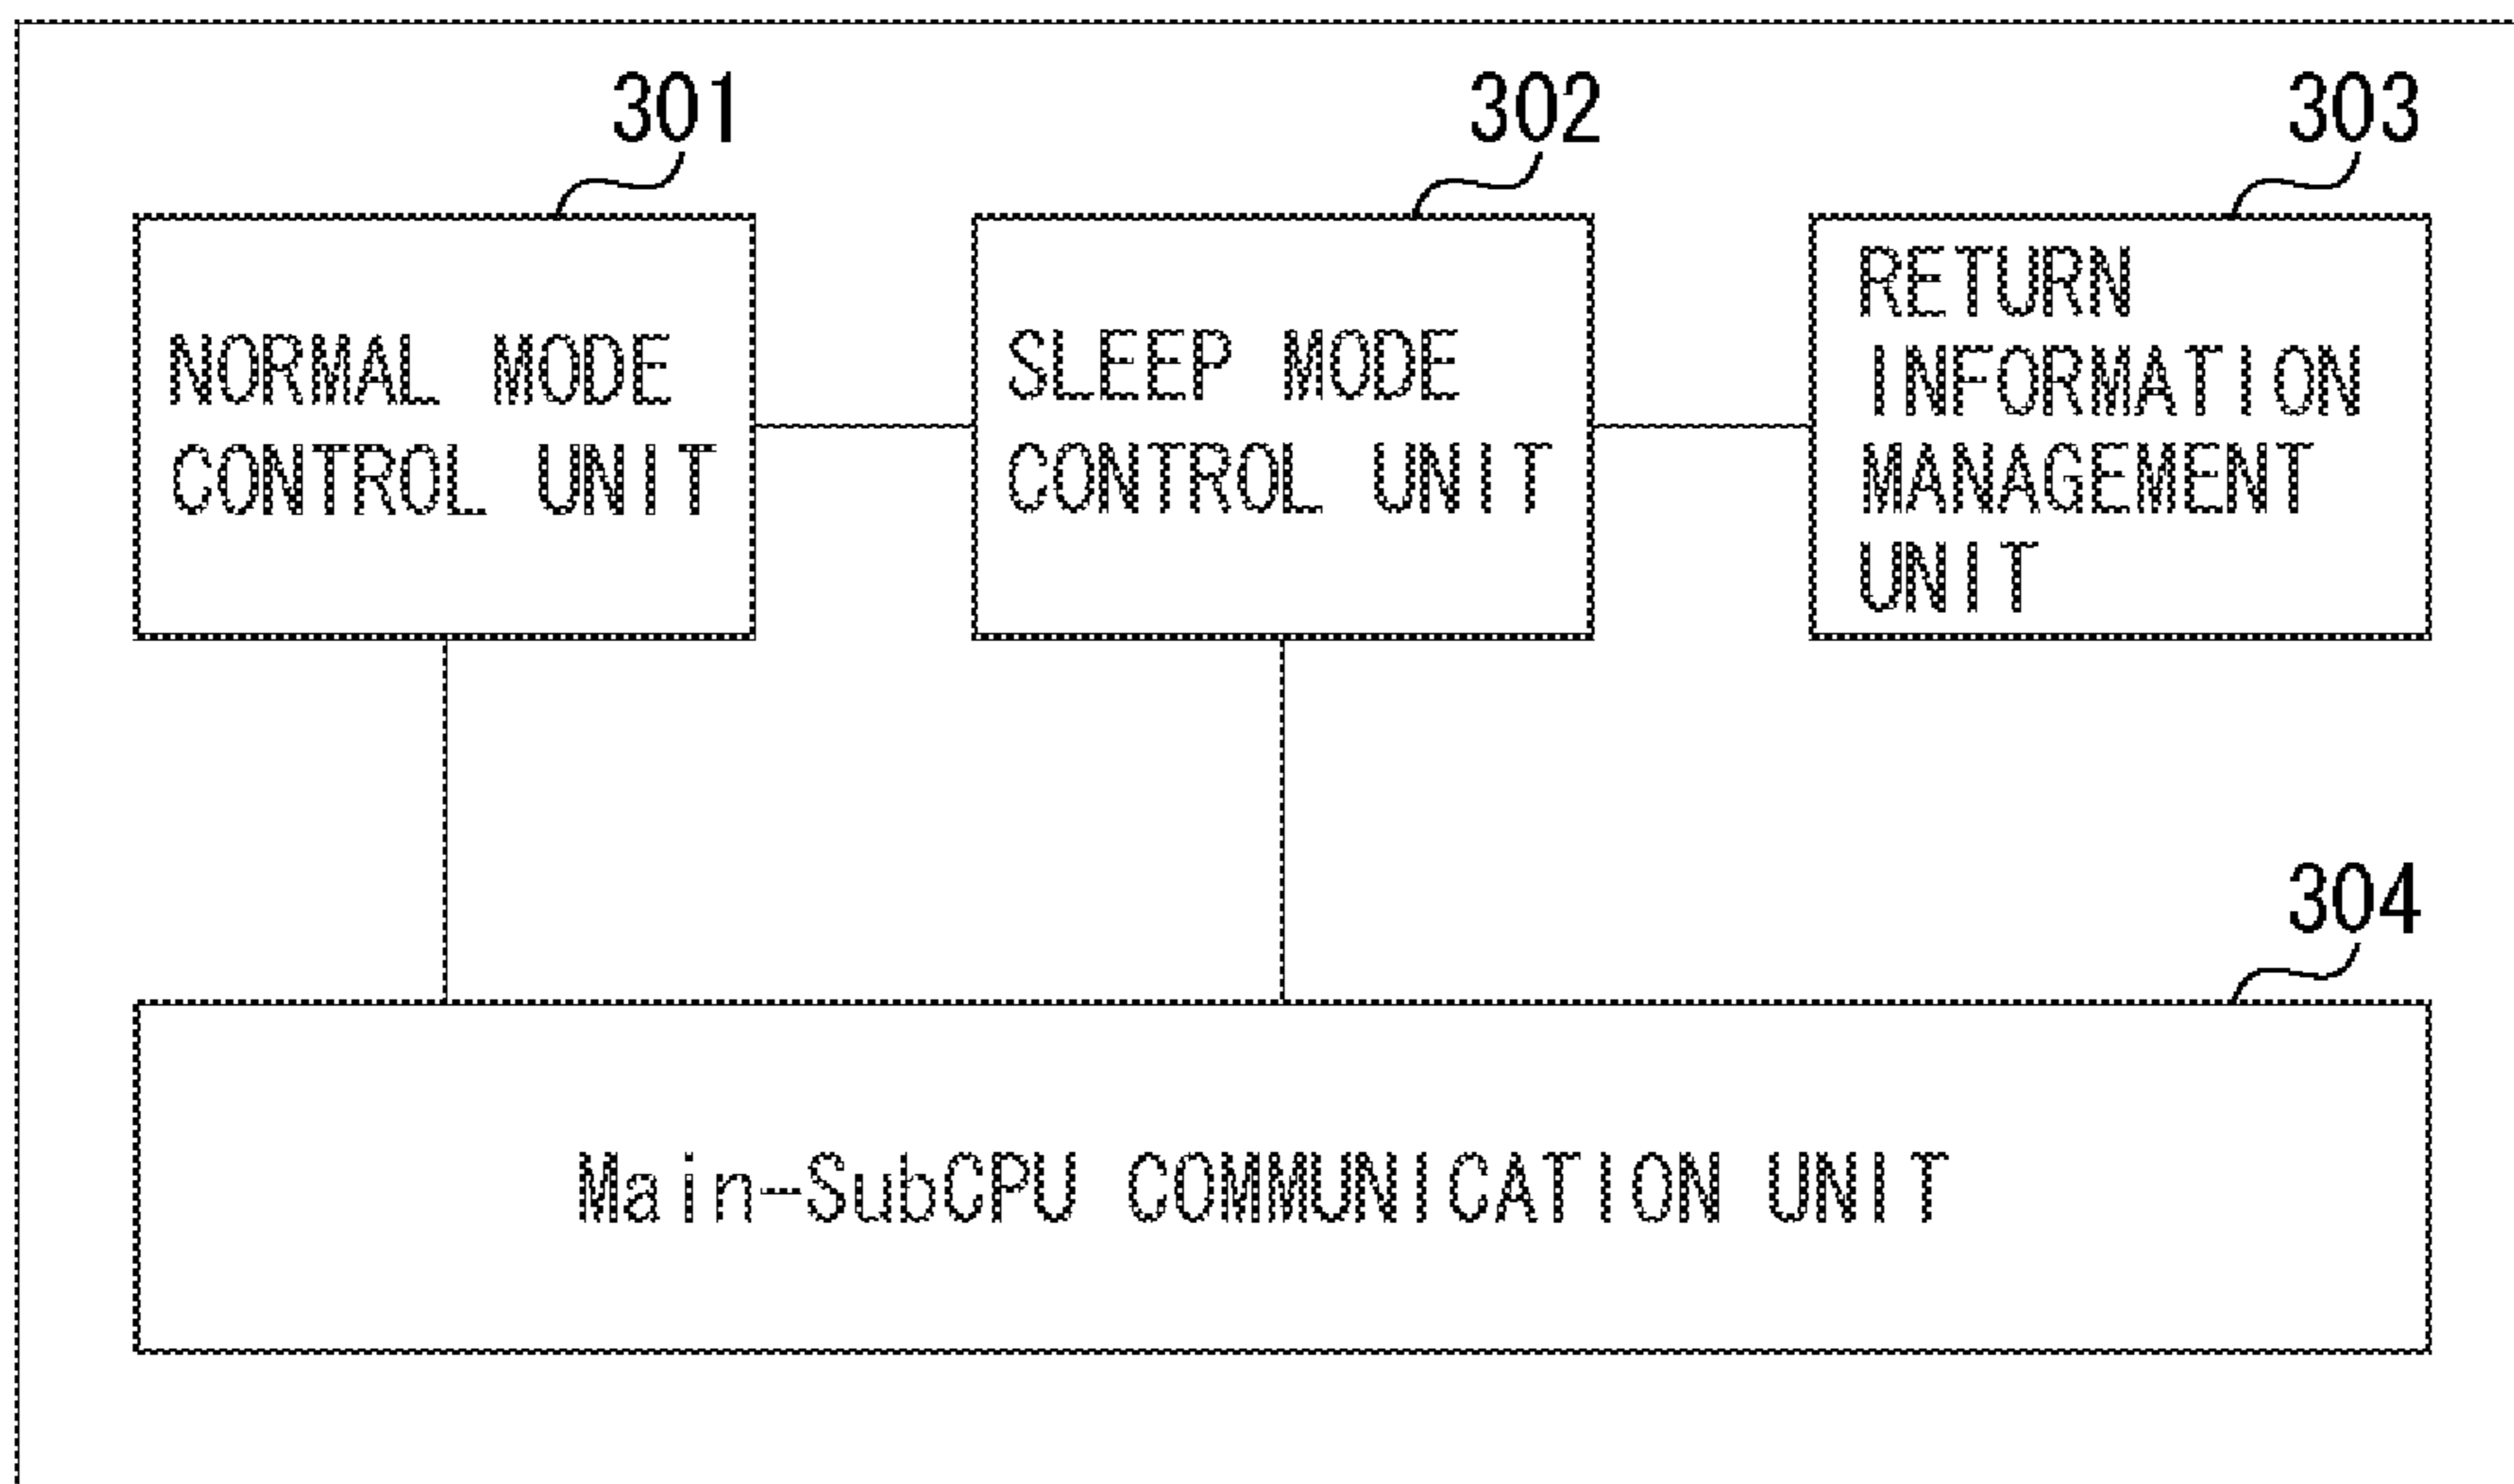 301
302
303
NORMAL MODE
CONTROL UNIT
SLEEP MODE
CONTROL UNIT
RETURN
INFORMATION
MANAGEMENT
UNIT
304
Main-SubCPU COMMUNICATION UNIT